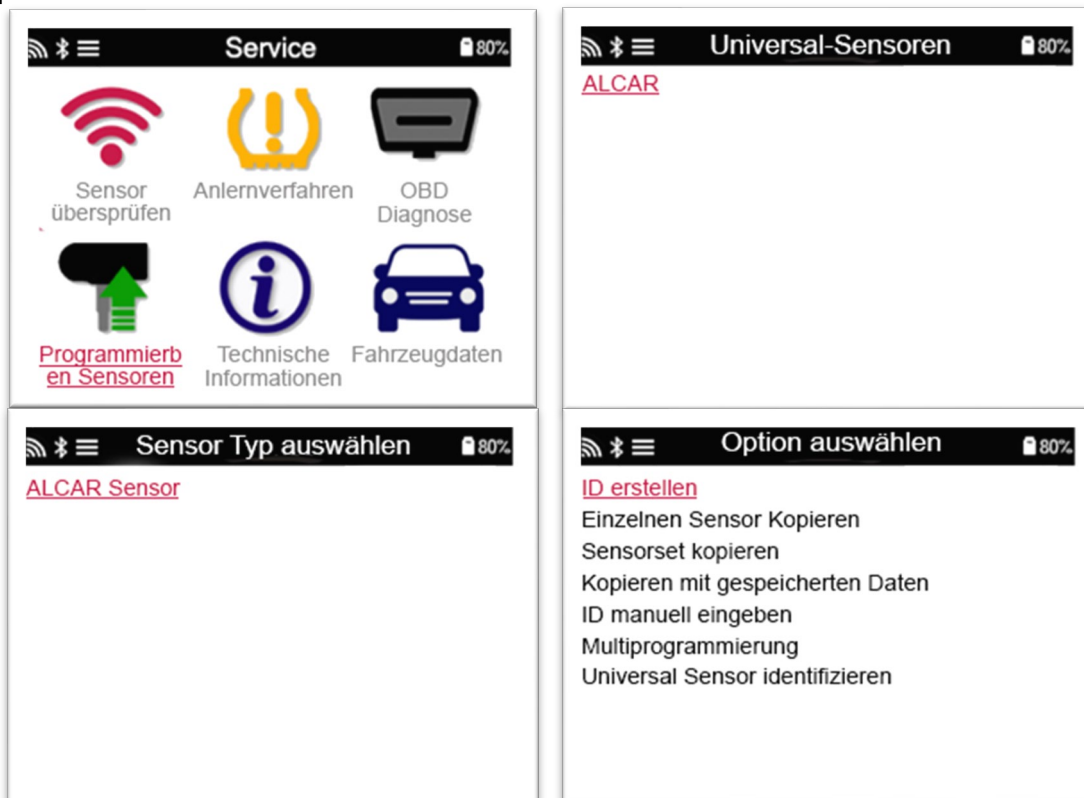 Service
80%
Sensor
übersprüfen
Anlernverfahren
OBD
Diagnose
Programmierb
en Sensoren
Technische
Informationen
Fahrzeugdaten
Universal-Sensoren
80%
ALCAR
Sensor Typ auswählen
80%
ALCAR Sensor
Option auswählen
80%
ID erstellen
Einzelnen Sensor Kopieren
Sensorset kopieren
Kopieren mit gespeicherten Daten
ID manuell eingeben
Multiprogrammierung
Universal Sensor identifizieren